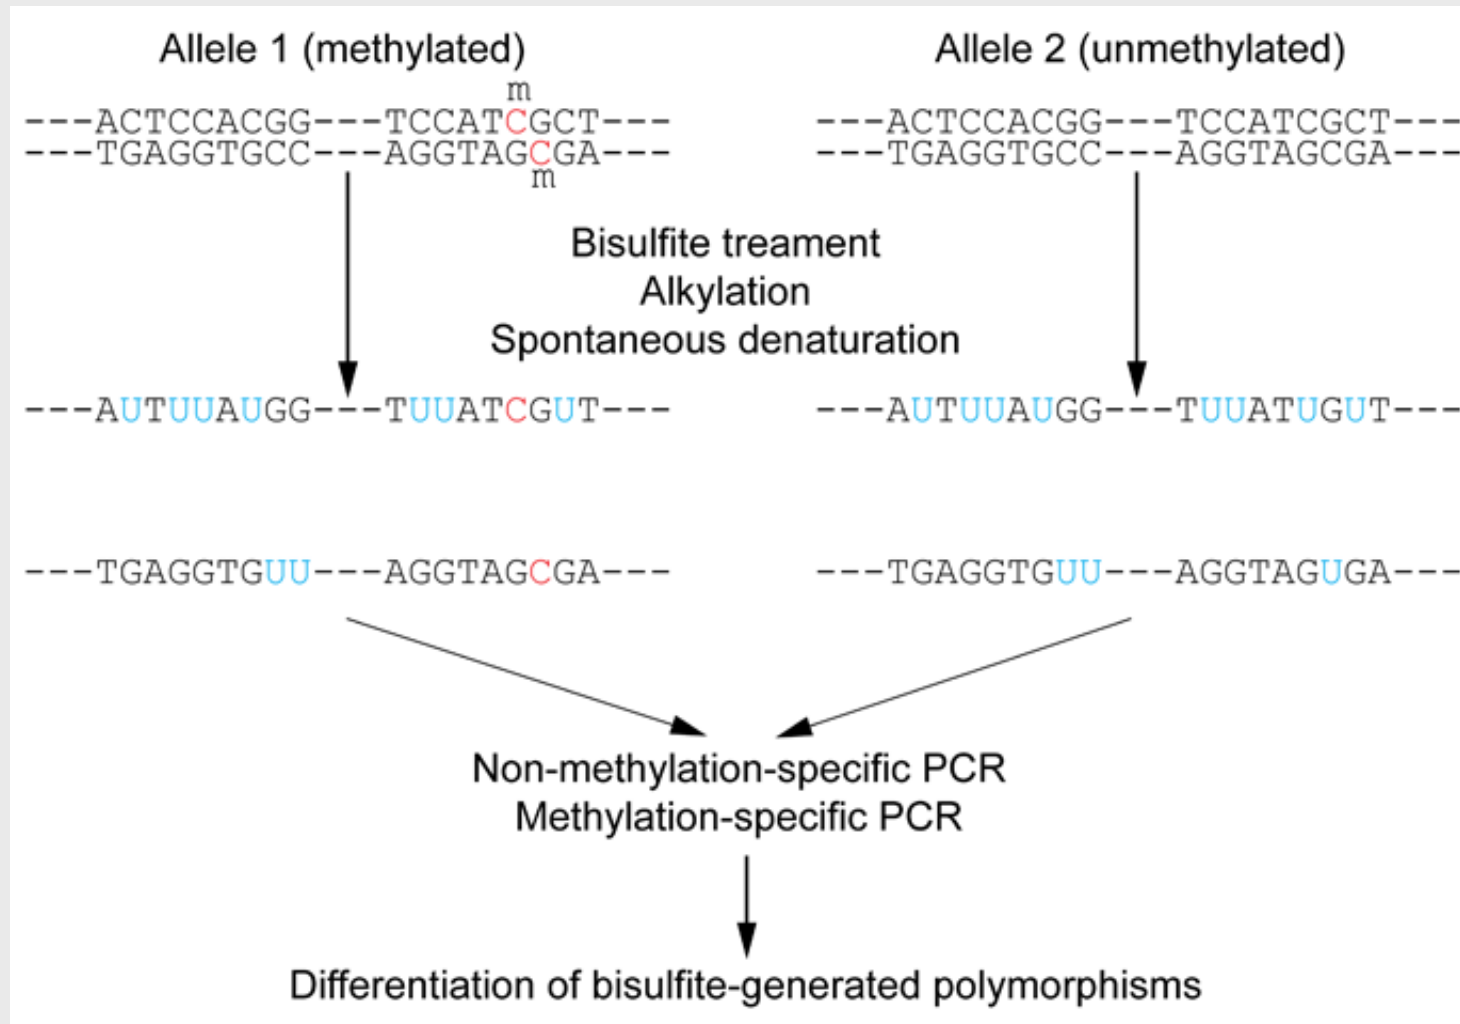 Allele 1 (methylated) Allele 2 (unmethylated)
m
---ACTCCACGG---TCCATCGCT--- ---ACTCCACGG---TCCATCGCT---
---TGAGGTGCC---AGGTAGCGA--- ---TGAGGTGCC---AGGTAGCGA---
m
Bisulfite treament
Alkylation
Spontaneous denaturation
---AUTUUAUGG---TUUATCGUT--- ---AUTUUAUGG---TUUATUGUT---
---TGAGGTGUU---AGGTAGCGA--- ---TGAGGTGUU---AGGTAGUGA---
Non-methylation-specific PCR
Methylation-specific PCR
Differentiation of bisulfite-generated polymorphisms